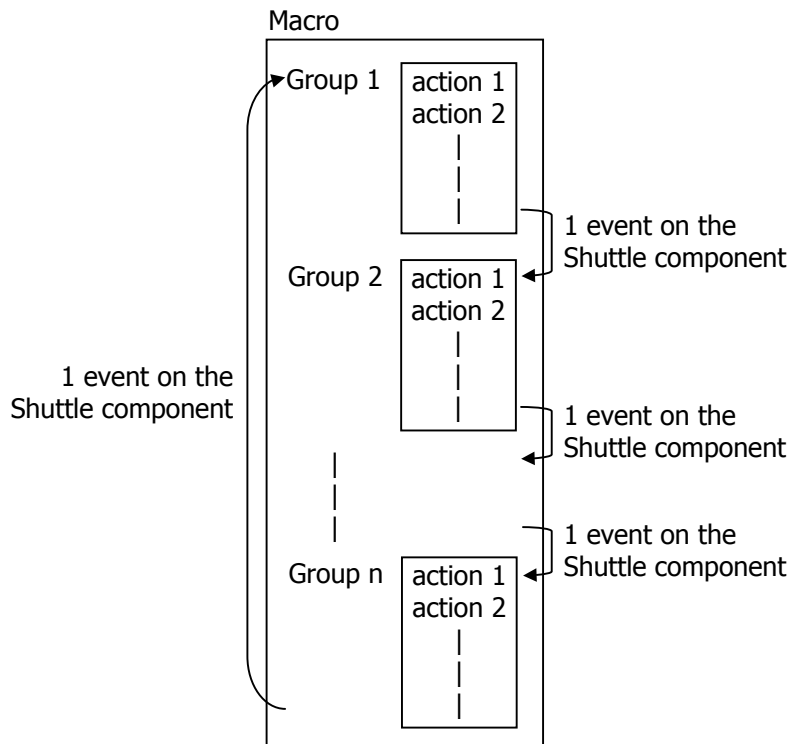 Macro
Group 1
action 1
action 2
1 event on the
Shuttle component
Group 2
action 1
action 2
1 event on the
Shuttle component
1 event on the
Shuttle component
1 event on the
Shuttle component
Group n
action 1
action 2